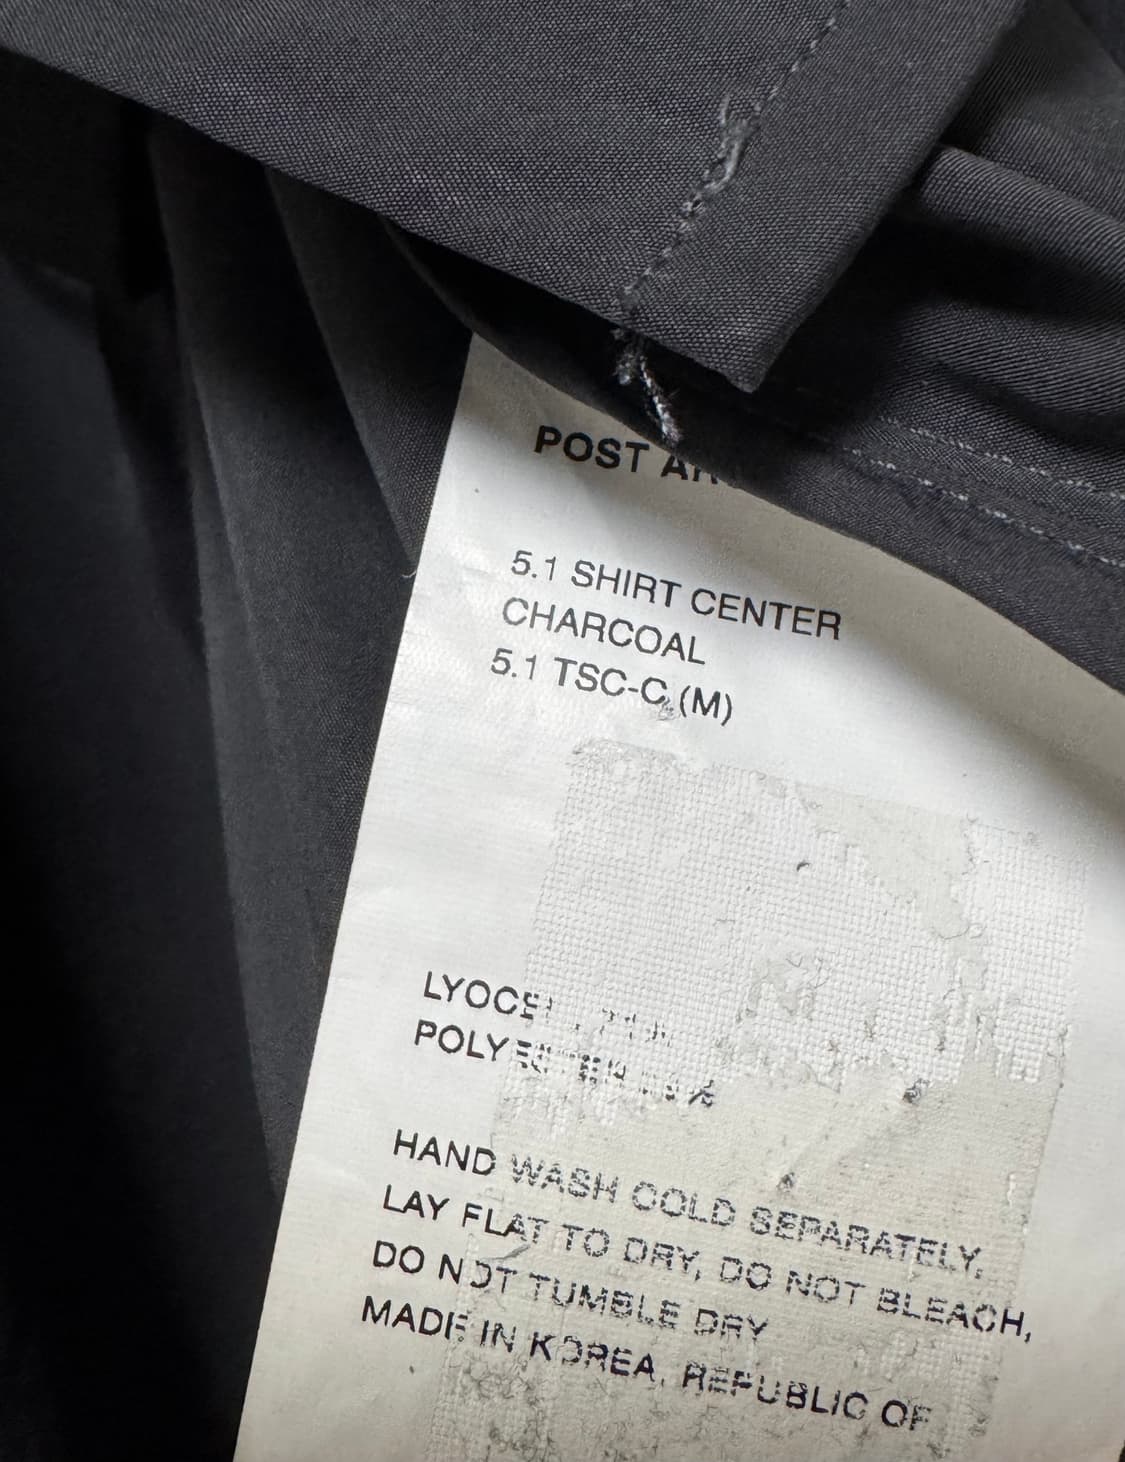 POST
5.1 SHIRT CENTER
CHARCOAL
5.1 TSC-C (M)
HAND WASH COLD SEPARATELY,
LAY FLAT TO DRY, DO NOT BLEACH,
DO NOT TUMBLE DRY
MADE IN KOREA, REPUBLIC OF